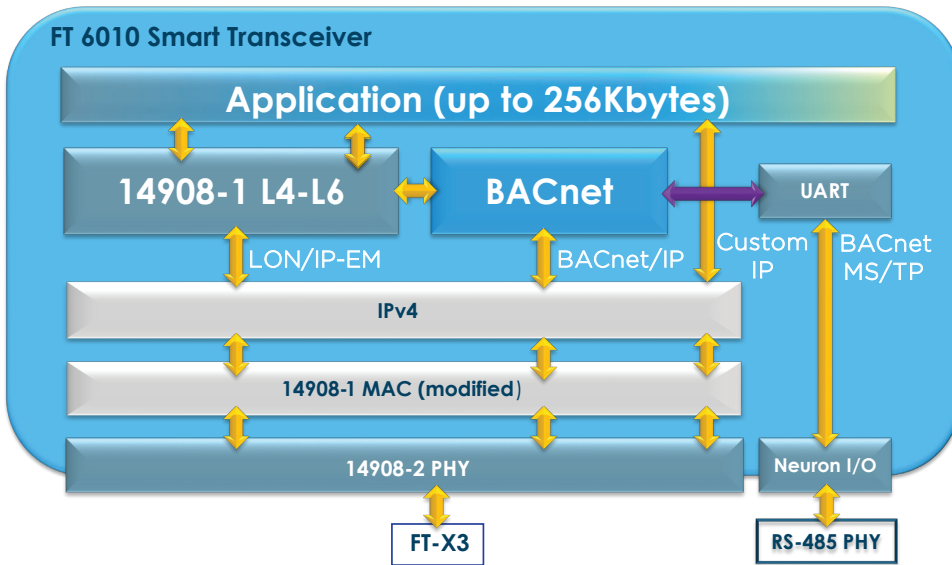 FT 6010 Smart Transceiver
Application (up to 256Kbytes)
14908-1 L4-L6
BACnet
UART
LON/IP-EM
BACnet/IP
Custom
IP
BACnet
MS/TP
IPv4
14908-1 MAC (modified)
14908-2 PHY
Neuron I/O
FT-X3
RS-485 PHY